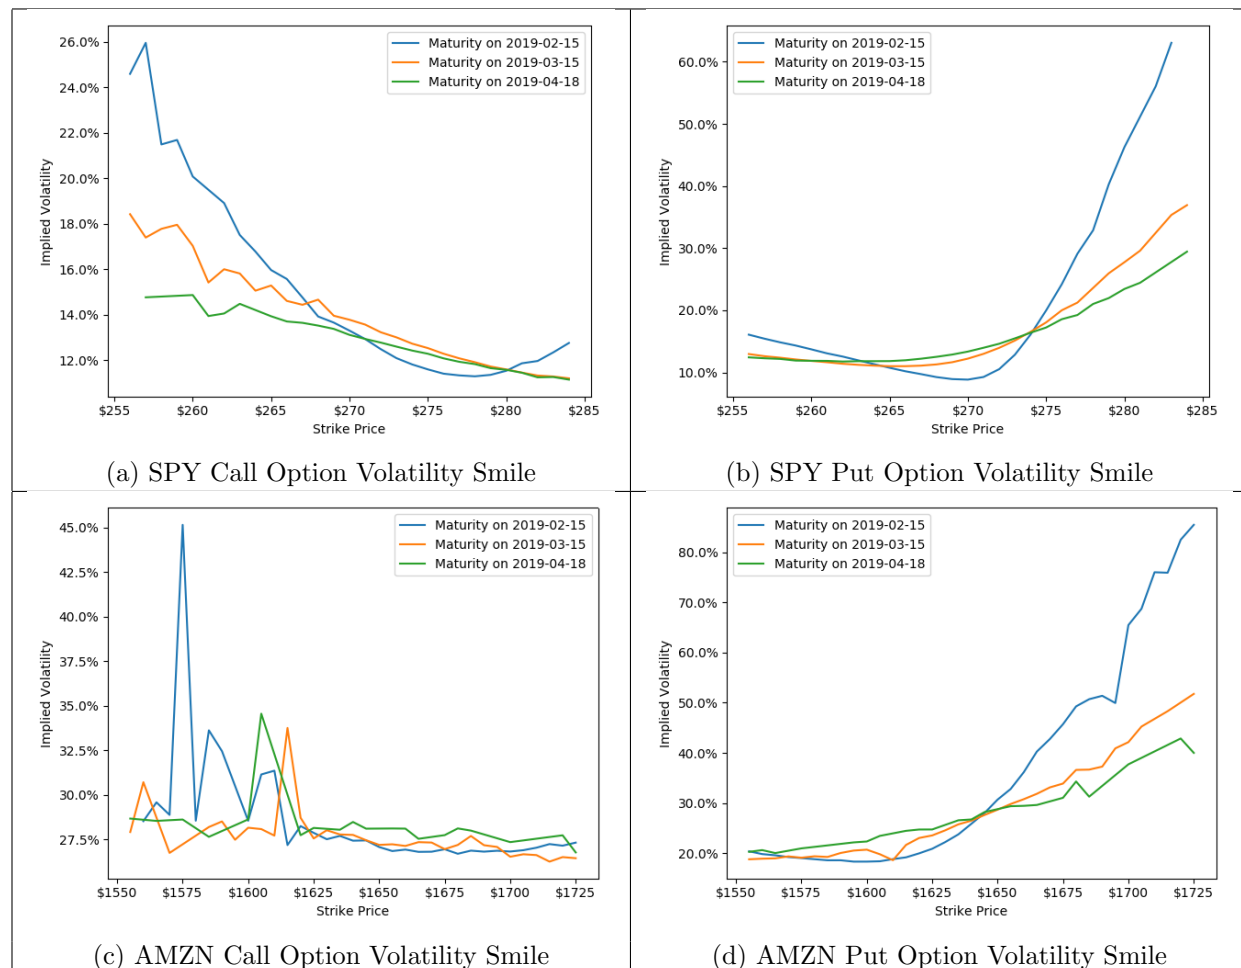 26.0%
24.0%
22.0%
20.0%
18.0%
16.0%
14.0%
12.0%
Implied Volatility
Maturity on 2019-02-15
Maturity on 2019-03-15
Maturity on 2019-04-18
$255 $260 $265 $270 $275 $280 $285
Strike Price
(a) SPY Call Option Volatility Smile
60.0%
50.0%
40.0%
30.0%
20.0%
10.0%
Implied Volatility
Maturity on 2019-02-15
Maturity on 2019-03-15
Maturity on 2019-04-18
$255 $260 $265 $270 $275 $280 $285
Strike Price
(b) SPY Put Option Volatility Smile
45.0%
42.5%
40.0%
37.5%
35.0%
32.5%
30.0%
27.5%
Implied Volatility
Maturity on 2019-02-15
Maturity on 2019-03-15
Maturity on 2019-04-18
$1550 $1575 $1600 $1625 $1650 $1675 $1700 $1725
Strike Price
(c) AMZN Call Option Volatility Smile
80.0%
70.0%
60.0%
50.0%
40.0%
30.0%
20.0%
Implied Volatility
Maturity on 2019-02-15
Maturity on 2019-03-15
Maturity on 2019-04-18
$1550 $1575 $1600 $1625 $1650 $1675 $1700 $1725
Strike Price
(d) AMZN Put Option Volatility Smile